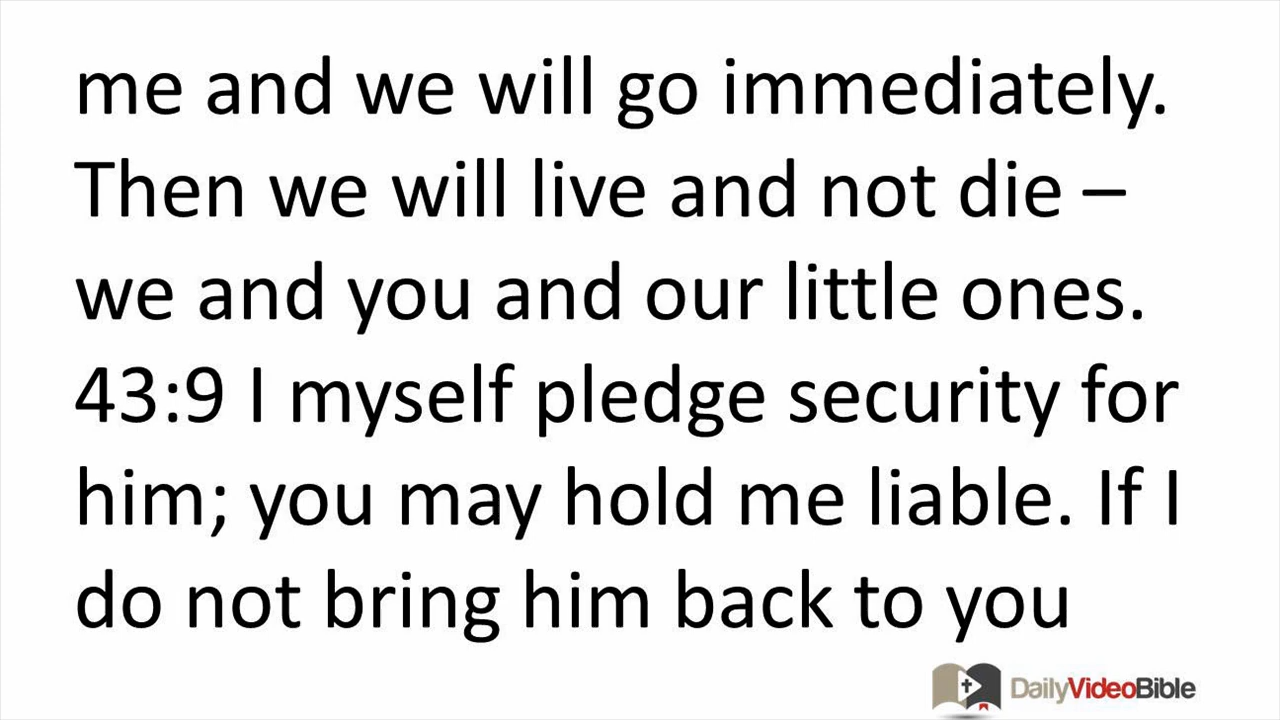 me and we will go immediately.
Then we will live and not die –
we and you and our little ones.
43:9 I myself pledge security for
him; you may hold me liable. If I
do not bring him back to you
DailyVideoBible